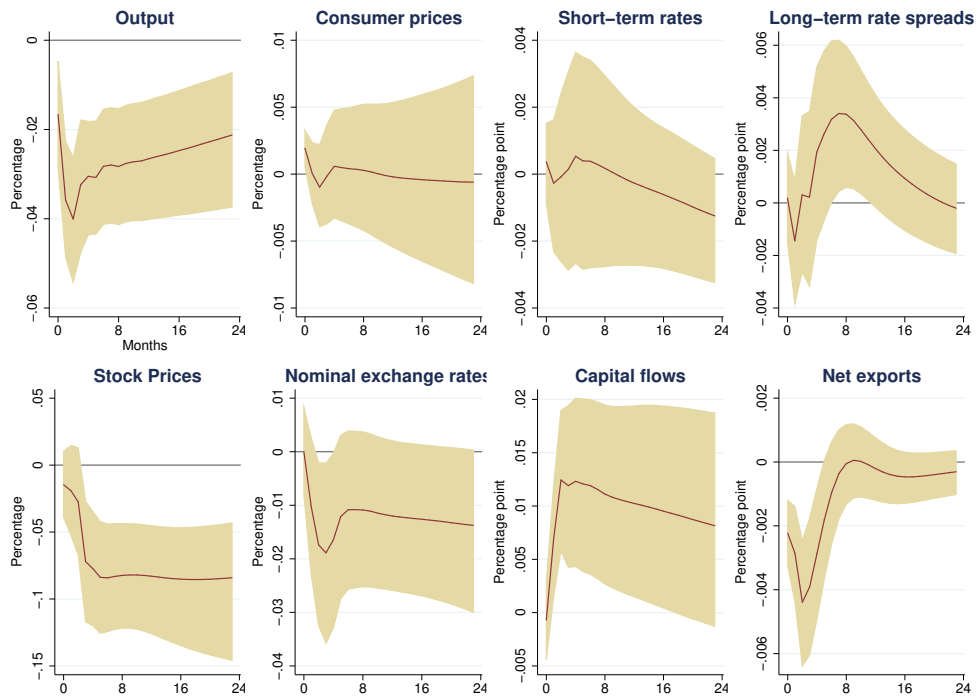 Output
Percentage
0
-.02
-.04
-.06
0 8 16 24
Months
Consumer prices
Percentage
.01
.005
0
-.005
-.01
0 8 16 24
Short-term rates
Percentage point
.004
.002
0
-.002
-.004
0 8 16 24
Long-term rate spreads
Percentage point
.006
.004
.002
0
-.002
-.004
0 8 16 24
Stock Prices
Percentage
.05
0
-.05
-.1
-.15
0 8 16 24
Nominal exchange rates
Percentage
.01
0
-.01
-.02
-.03
-.04
0 8 16 24
Capital flows
Percentage point
.02
.015
.01
.005
0
-.005
0 8 16 24
Net exports
Percentage point
.002
0
-.002
-.004
-.006
0 8 16 24